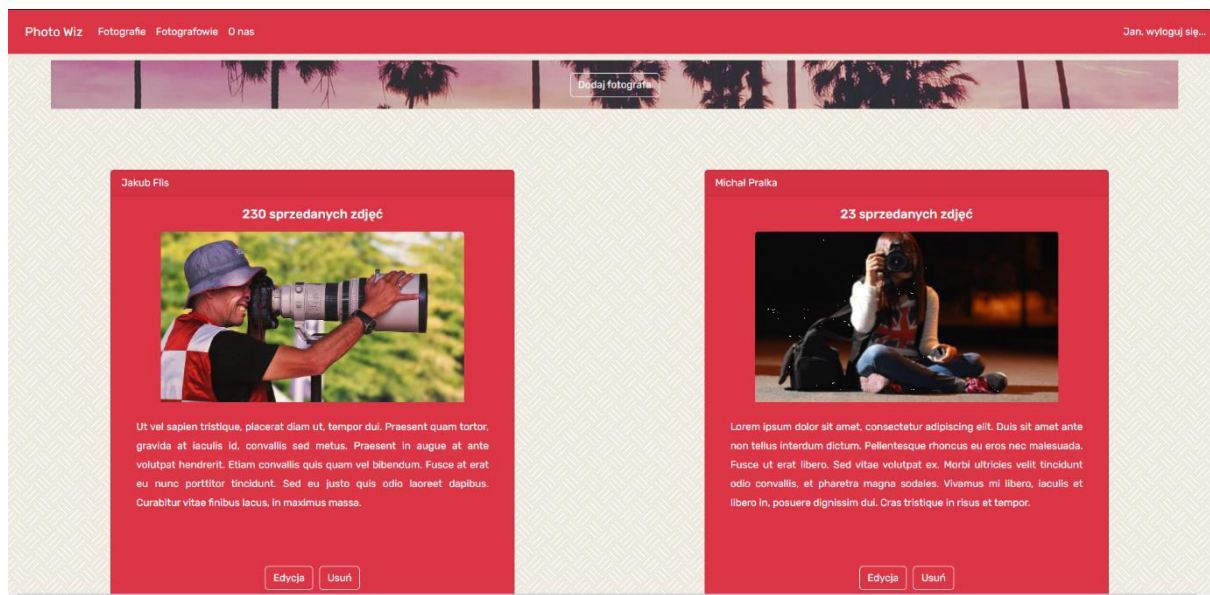 Photo Wiz Fotografie Fotografowie O nas Jan, wyloguj się...
Dodaj fotografa
Jakub Flis
230 sprzedanych zdjęć
Ut vel sapien tristique, placerat diam ut, tempor dui. Praesent quam tortor,
gravida at iaculis id, convallis sed metus. Praesent in augue at ante
volutpat hendrerit. Etiam convallis quis quam vel bibendum. Fusce at erat
eu nunc porttitor tincidunt. Sed eu justo quis odio laoreet dapibus.
Curabitur vitae finibus lacus, in maximus massa.
Edycja Usuń
Michał Pralka
23 sprzedanych zdjęć
Lorem ipsum dolor sit amet, consectetur adipiscing elit. Duis sit amet ante
non tellus interdum dictum. Pellentesque rhoncus eu eros nec malesuada.
Fusce ut erat libero. Sed vitae volutpat ex. Morbi ultricies velit tincidunt
odio convallis, et pharetra magna sodales. Vivamus mi libero, iaculis et
libero in, posuere dignissim dui. Cras tristique in risus et tempor.
Edycja Usuń